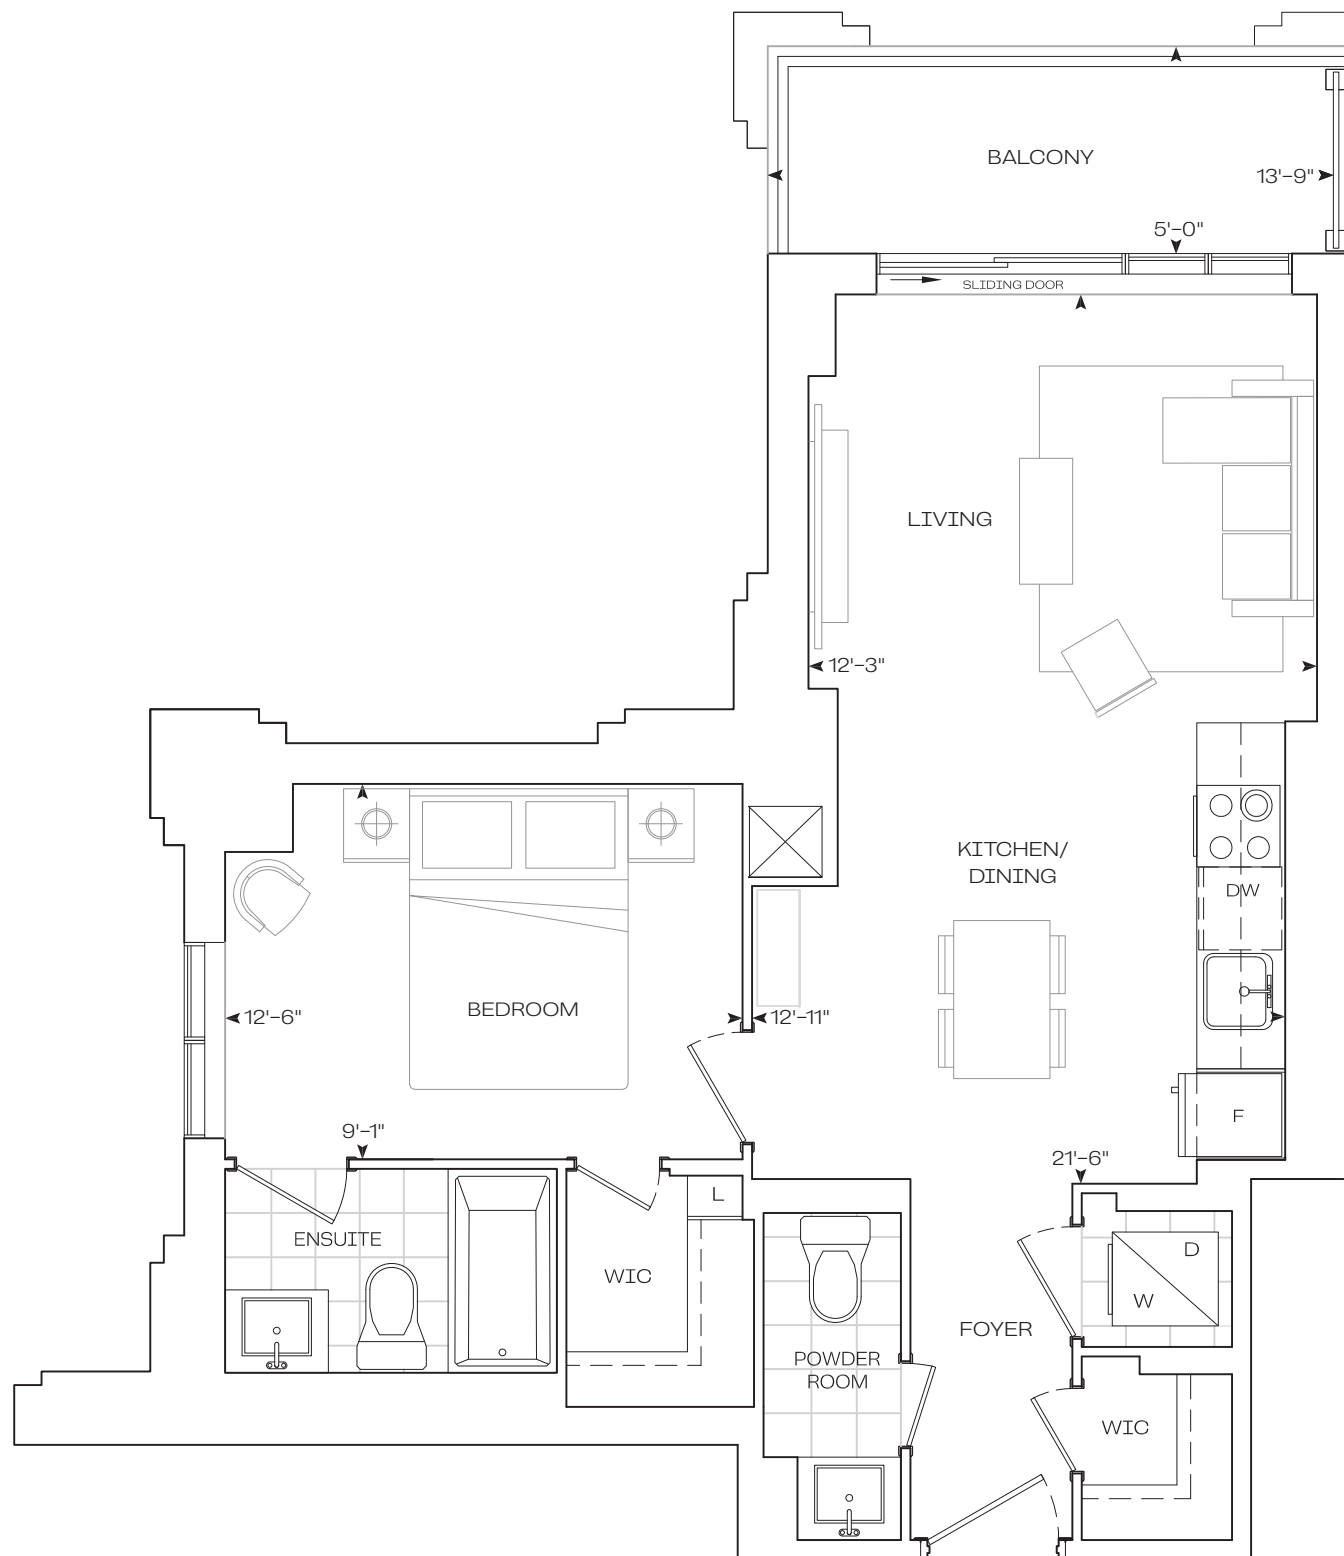 BALCONY
13'-9"
5'-0"
SLIDING DOOR
LIVING
12'-3"
KITCHEN/
DINING
DW
BEDROOM
12'-6"
12'-11"
F
9'-1"
21'-6"
L
ENSUITE
D
WIC
W
FOYER
POWDER
ROOM
WIC